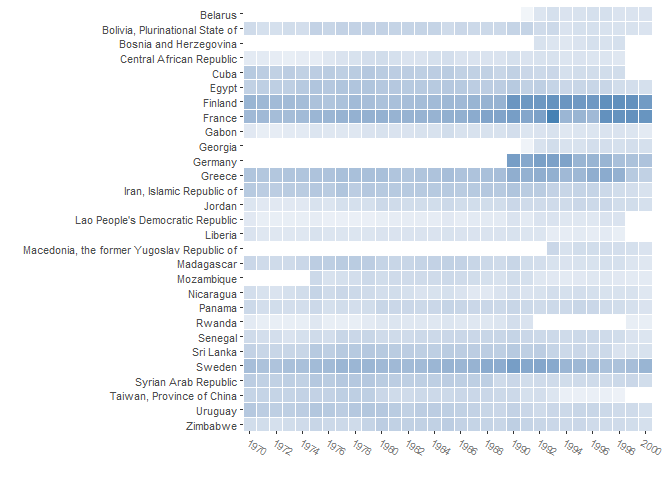 Belarus
Bolivia, Plurinational State of
Bosnia and Herzegovina
Central African Republic
Cuba
Egypt
Finland
France
Gabon
Georgia
Germany
Greece
Iran, Islamic Republic of
Jordan
Lao People's Democratic Republic
Liberia
Macedonia, the former Yugoslav Republic of
Madagascar
Mozambique
Nicaragua
Panama
Rwanda
Senegal
Sri Lanka
Sweden
Syrian Arab Republic
Taiwan, Province of China
Uruguay
Zimbabwe
1970 1972 1974 1976 1978 1980 1982 1984 1986 1988 1990 1992 1994 1996 1998 2000